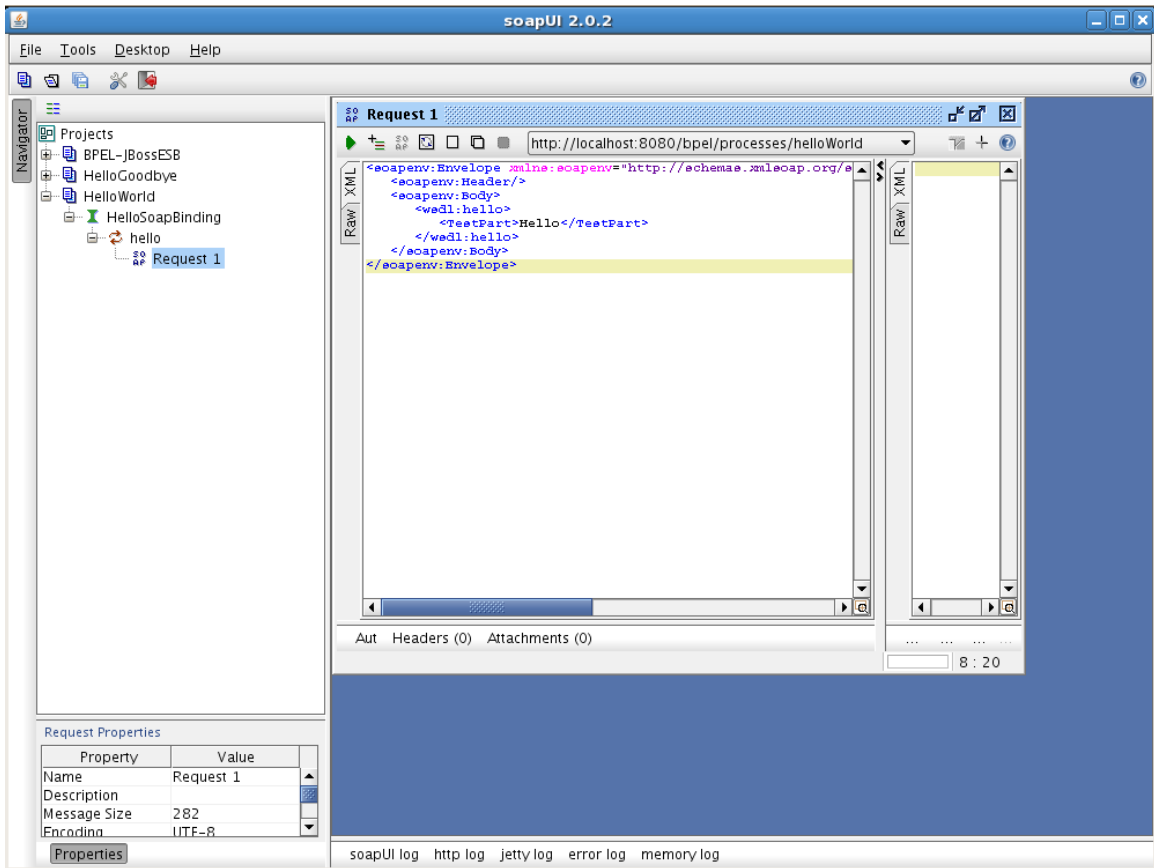 soapUI 2.0.2
File Tools Desktop Help
Navigator
Projects
BPEL-JBossESB
HelloGoodbye
HelloWorld
HelloSoapBinding
hello
Request 1
Request Properties
Property Value
Name Request 1
Description
Message Size 282
Encoding UTF-8
Properties
Request 1
http://localhost:8080/bpel/processes/helloWorld
XML
Raw
<soapenv:Envelope xmlns:soapenv="http://schemas.xmlsoap.org/s
<soapenv:Header/>
<soapenv:Body>
<wsdl:hello>
<TestPart>Hello</TestPart>
</wsdl:hello>
</soapenv:Body>
</soapenv:Envelope>
XML
Raw
Aut Headers (0) Attachments (0)
... ... ... ...
8 : 20
soapUI log http log jetty log error log memory log